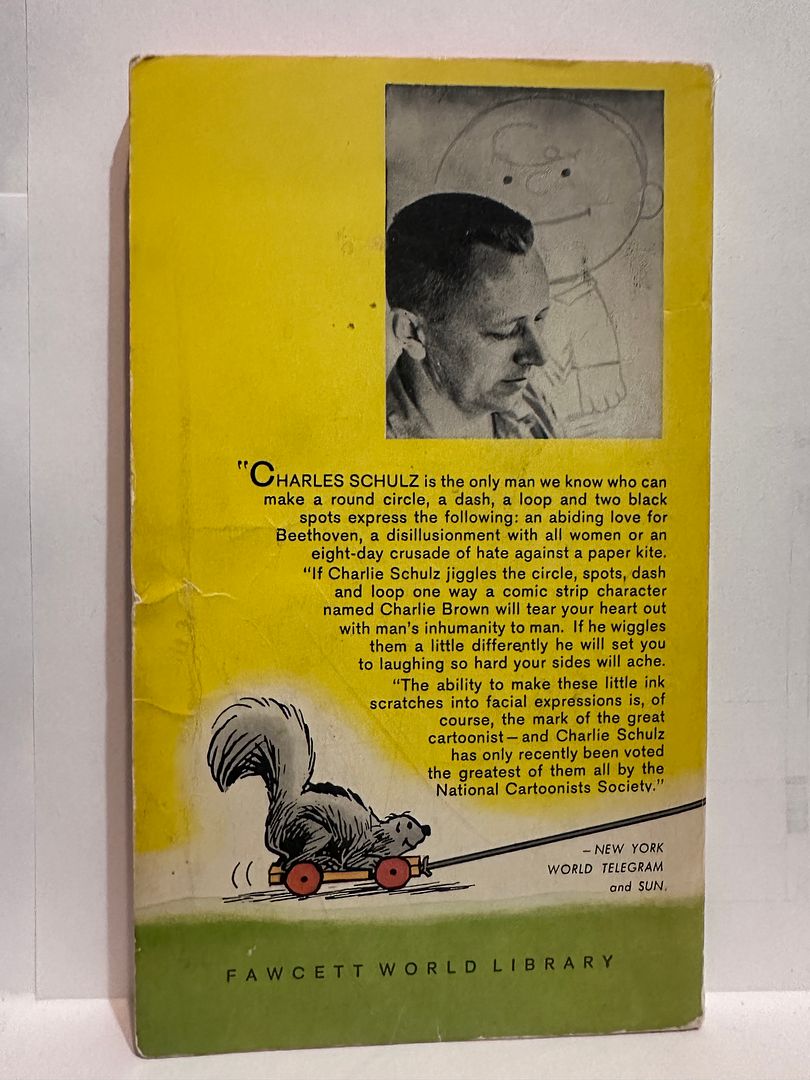 "CHARLES SCHULZ is the only man we know who can
make a round circle, a dash, a loop and two black
spots express the following: an abiding love for
Beethoven, a disillusionment with all women or an
eight-day crusade of hate against a paper kite.
"If Charlie Schulz jiggles the circle, spots, dash
and loop one way a comic strip character
named Charlie Brown will tear your heart out
with man's inhumanity to man. If he wiggles
them a little differently he will set you
to laughing so hard your sides will ache.
"The ability to make these little ink
scratches into facial expressions is, of
course, the mark of the great
cartoonist—and Charlie Schulz
has only recently been voted
the greatest of them all by the
National Cartoonists Society."
—NEW YORK
WORLD TELEGRAM
and SUN.
FAWCETT WORLD LIBRARY